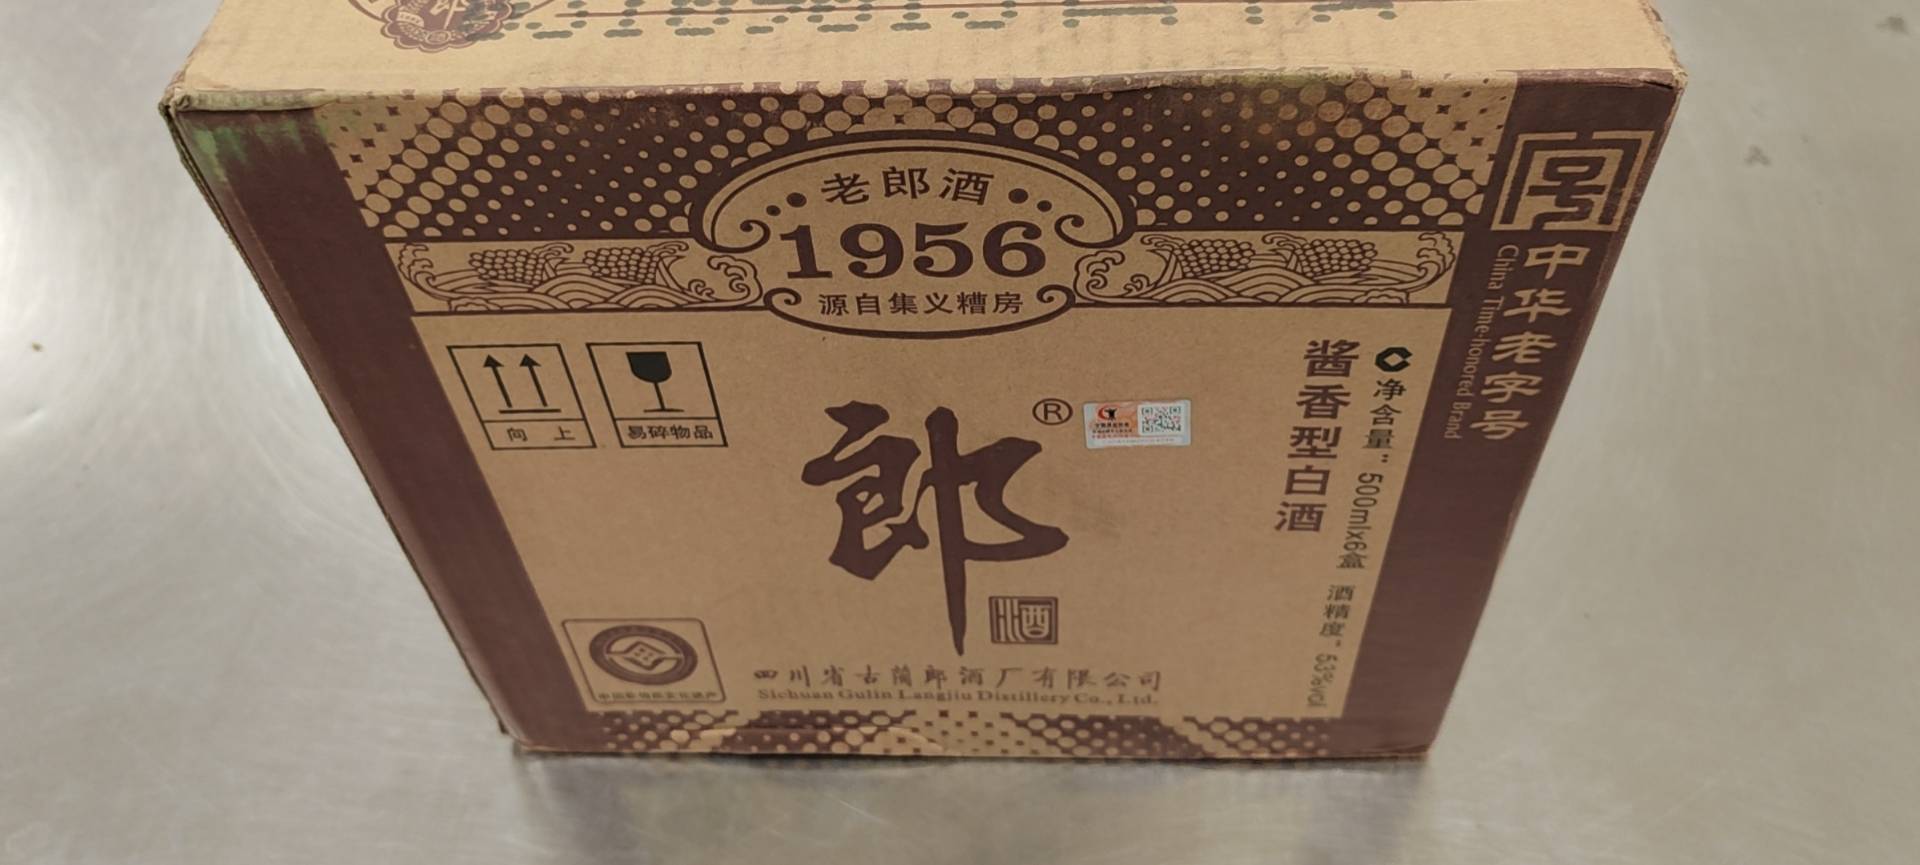 老郎酒
1956
源自集义糟房
中华老字号
China Time-honored Brand
向 上
易碎物品
郎
®
酒
酱香型白酒
净含量：500mlx6盒 酒精度：53%vol
四川省古蔺郎酒厂有限公司
Sichuan Gulin Langjiu Distillery Co., Ltd.